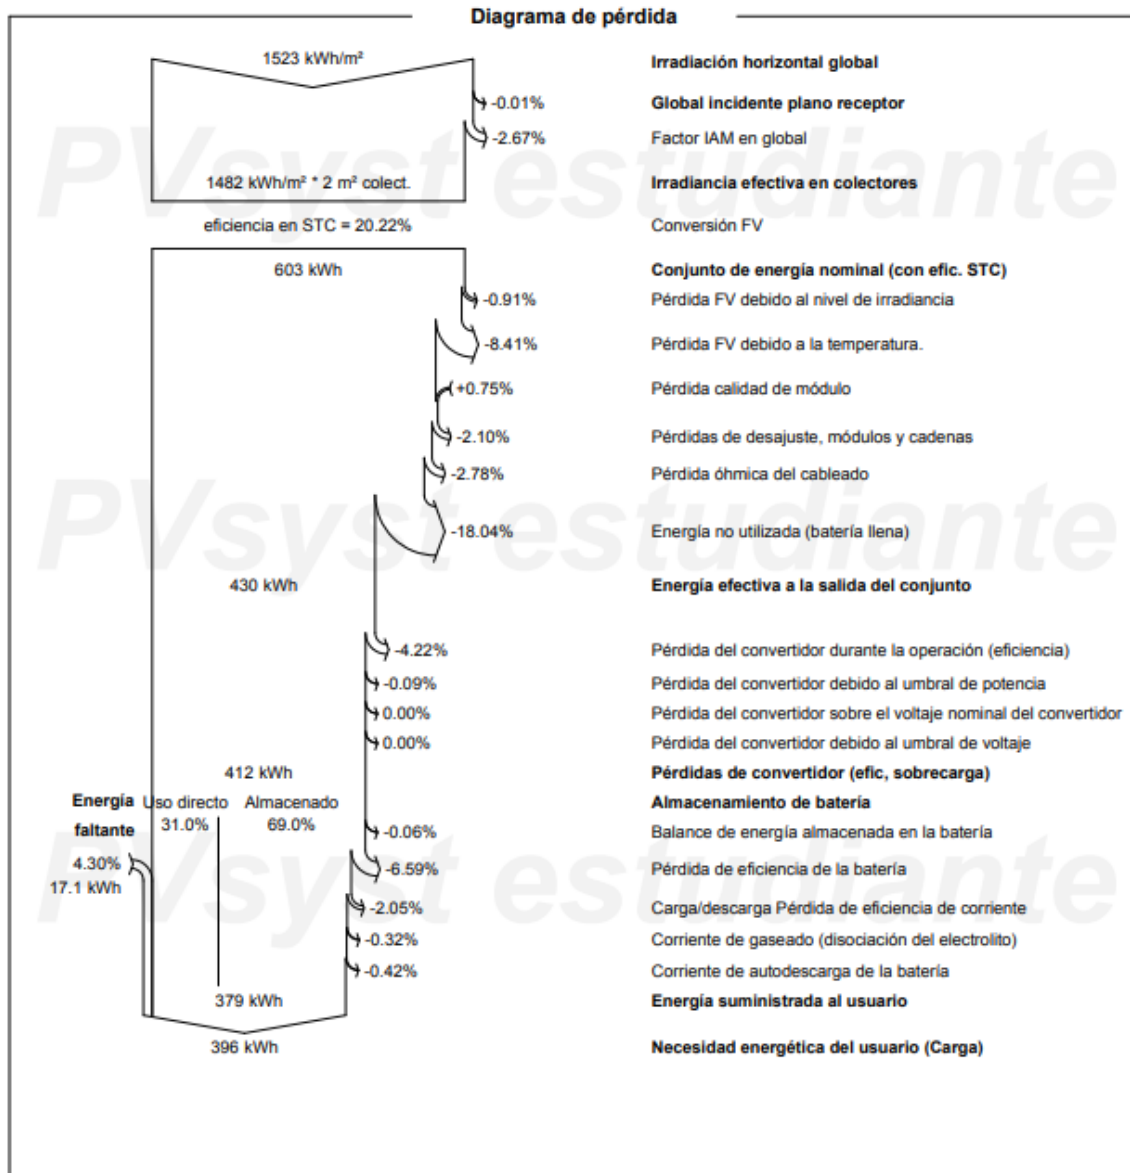 Diagrama de pérdida
1523 kWh/m² Irradiación horizontal global
-0.01% Global incidente plano receptor
-2.67% Factor IAM en global
PVsyst estudiante
1482 kWh/m² * 2 m² colect. Irradiancia efectiva en colectores
eficiencia en STC = 20.22% Conversión FV
603 kWh Conjunto de energía nominal (con efic. STC)
-0.91% Pérdida FV debido al nivel de irradiancia
-8.41% Pérdida FV debido a la temperatura.
+0.75% Pérdida calidad de módulo
-2.10% Pérdidas de desajuste, módulos y cadenas
-2.78% Pérdida óhmica del cableado
PVsyst estudiante
-18.04% Energía no utilizada (batería llena)
430 kWh Energía efectiva a la salida del conjunto
-4.22% Pérdida del convertidor durante la operación (eficiencia)
-0.09% Pérdida del convertidor debido al umbral de potencia
0.00% Pérdida del convertidor sobre el voltaje nominal del convertidor
0.00% Pérdida del convertidor debido al umbral de voltaje
412 kWh Pérdidas de convertidor (efic, sobrecarga)
Energía Uso directo Almacenado Almacenamiento de batería
faltante 31.0% 69.0% -0.06% Balance de energía almacenada en la batería
4.30% -6.59% Pérdida de eficiencia de la batería
17.1 kWh
PVsyst estudiante
-2.05% Carga/descarga Pérdida de eficiencia de corriente
-0.32% Corriente de gaseado (disociación del electrolito)
-0.42% Corriente de autodescarga de la batería
379 kWh Energía suministrada al usuario
396 kWh Necesidad energética del usuario (Carga)